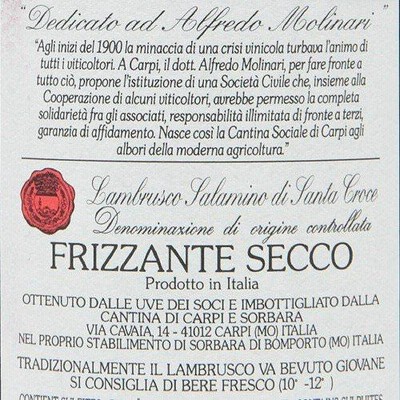 "Dedicato ad Alfredo Molinari"
"Agli inizi del 1900 la minaccia di una crisi vinicola turbava l'animo di
tutti i viticoltori. A Carpi, il dott. Alfredo Molinari, per fare fronte a
tutto ciò, propone l'istituzione di una Società Civile che, insieme alla
Cooperazione di alcuni viticoltori, avrebbe permesso la completa
solidarietà fra gli associati, responsabilità illimitata di fronte a terzi,
garanzia di affidamento. Nasce così la Cantina Sociale di Carpi agli
albori della moderna agricoltura."
Lambrusco Salamino di Santa Croce
Denominazione di origine controllata
FRIZZANTE SECCO
Prodotto in Italia
OTTENUTO DALLE UVE DEI SOCI E IMBOTTIGLIATO DALLA
CANTINA DI CARPI E SORBARA
VIA CAVATA, 14 - 41012 CARPI (MO) ITALIA
NEL PROPRIO STABILIMENTO DI SORBARA DI BOMPORTO (MO) ITALIA
TRADIZIONALMENTE IL LAMBRUSCO VA BEVUTO GIOVANE
SI CONSIGLIA DI BERE FRESCO (10° -12° )